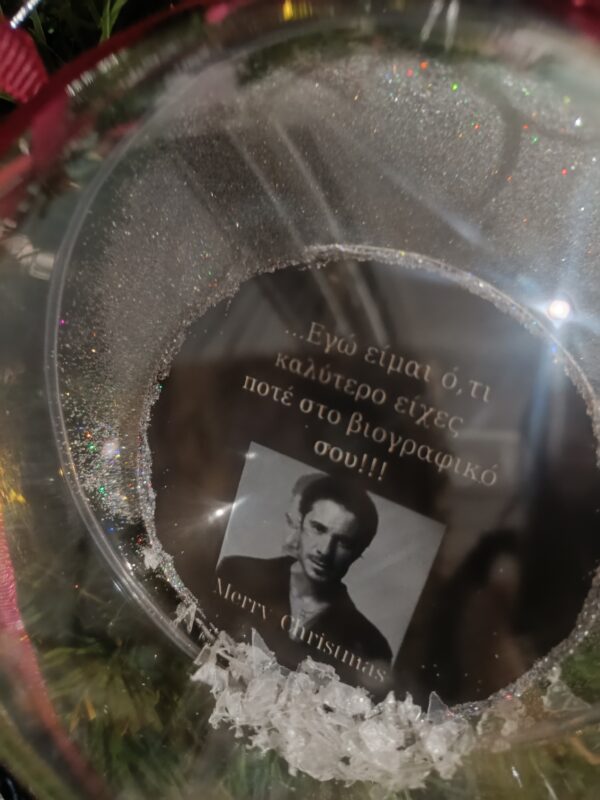 ...Εγώ είμαι ό,τι
καλύτερο είχες
ποτέ στο βιογραφικό
σου!!!
Merry Christmas